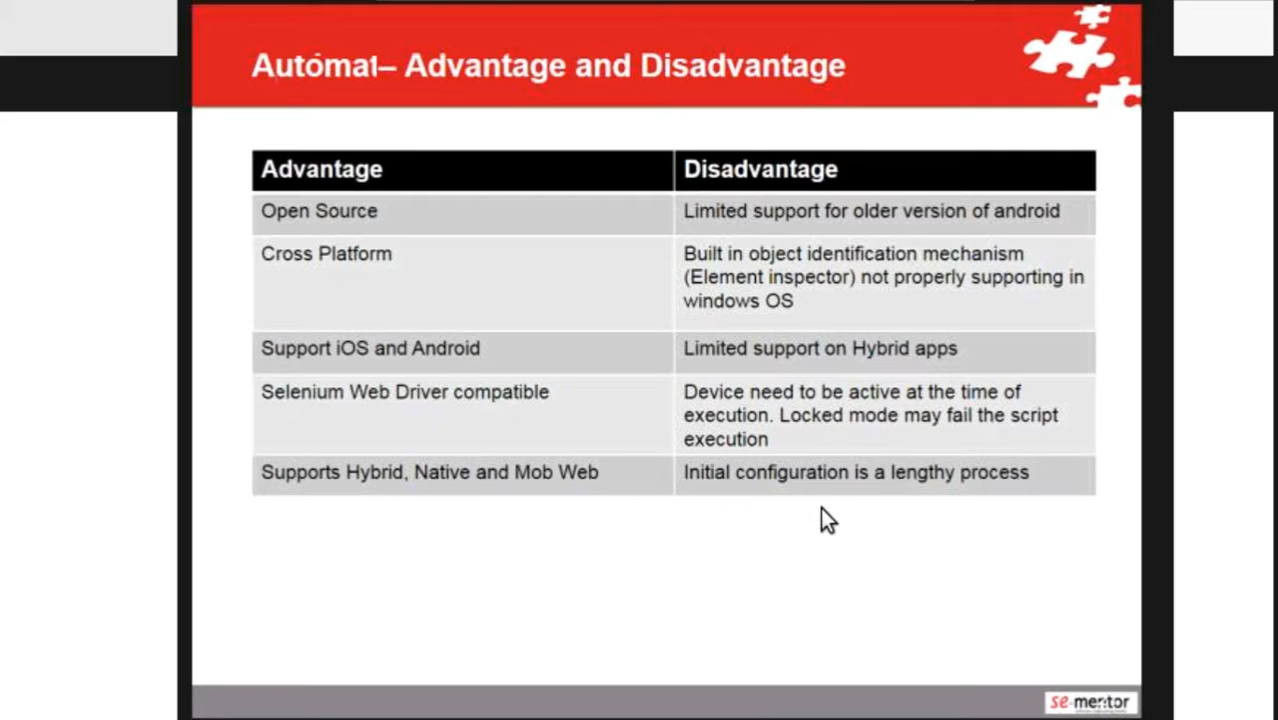 Autómat– Advantage and Disadvantage
Advantage
Disadvantage
Open Source
Limited support for older version of android
Cross Platform
Built in object identification mechanism
(Element inspector) not properly supporting in
windows OS
Support iOS and Android
Limited support on Hybrid apps
Selenium Web Driver compatible
Device need to be active at the time of
execution. Locked mode may fail the script
execution
Supports Hybrid, Native and Mob Web
Initial configuration is a lengthy process
se-mentor